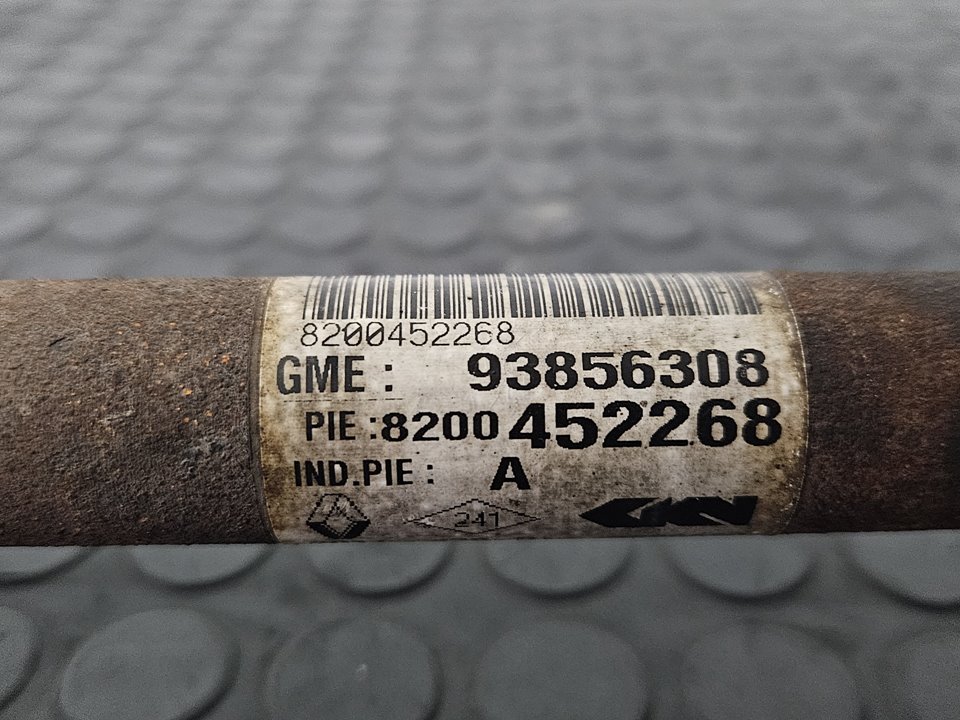 8200452268
GME : 93856308
PIE :8200 452268
IND.PIE : A
241 GKN